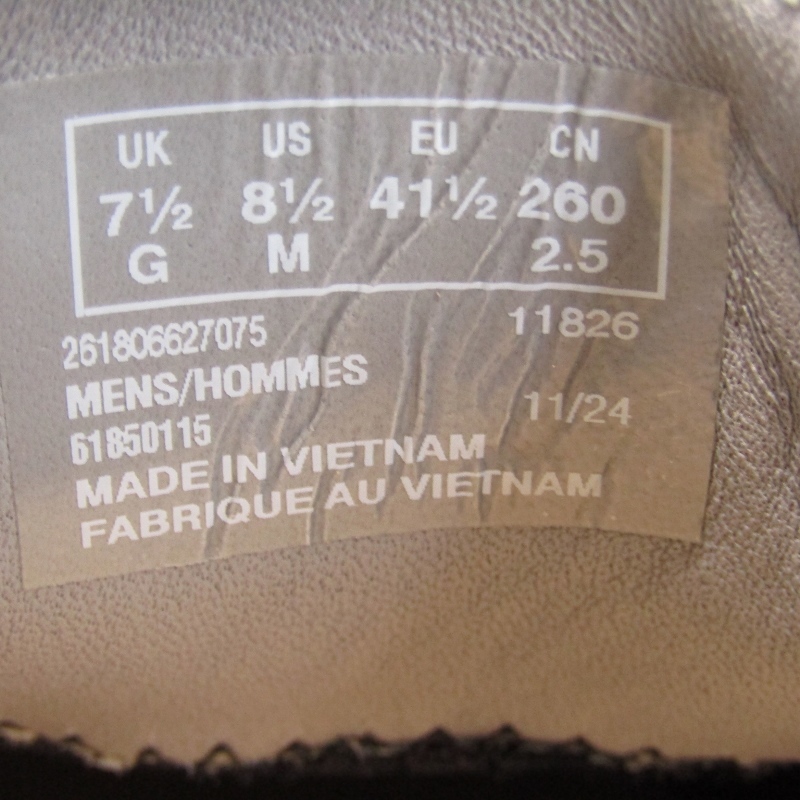 UK US EU CN
7½ 8½ 41½ 260
G M 2.5
261806627075 11826
MENS/HOMMES
61850115 11/24
MADE IN VIETNAM
FABRIQUE AU VIETNAM